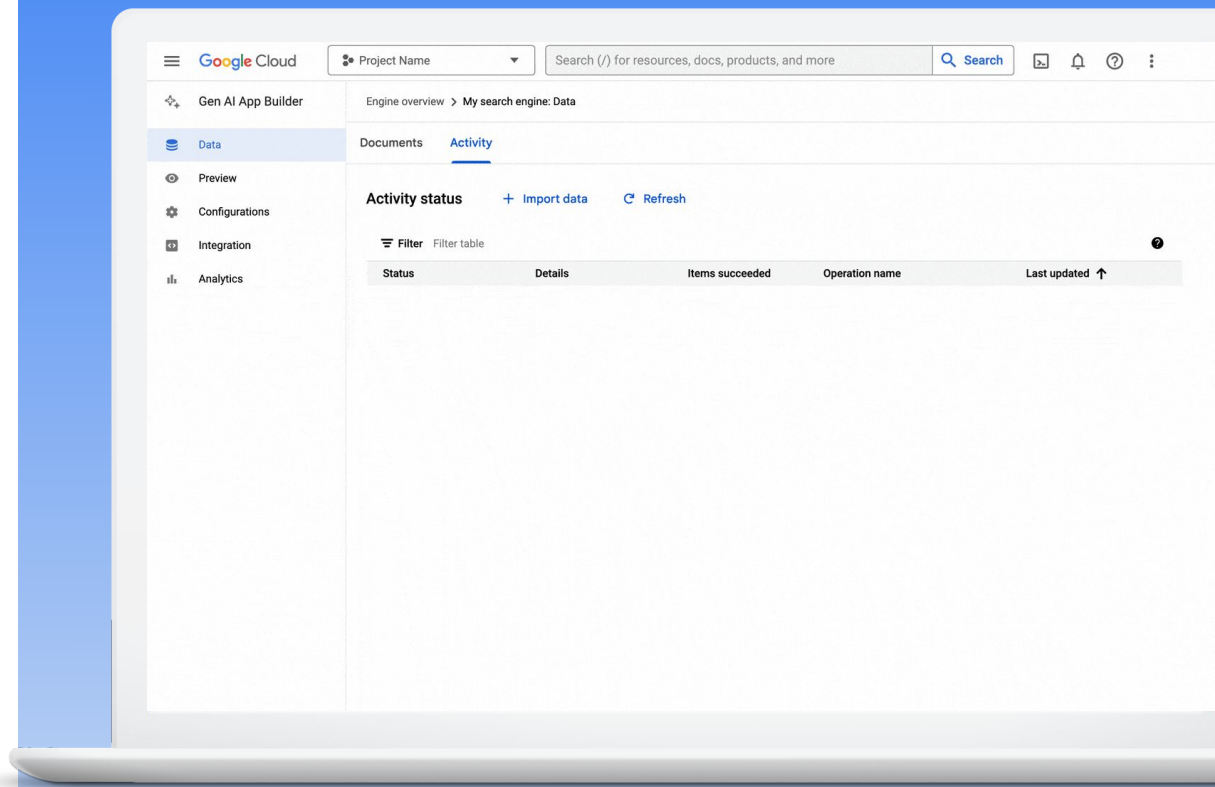 Google Cloud Project Name Search (/) for resources, docs, products, and more Search
Gen AI App Builder
Engine overview > My search engine: Data
Data
Documents Activity
Preview
Configurations
Activity status + Import data Refresh
Integration
Filter Filter table
Analytics
Status Details Items succeeded Operation name Last updated ↑